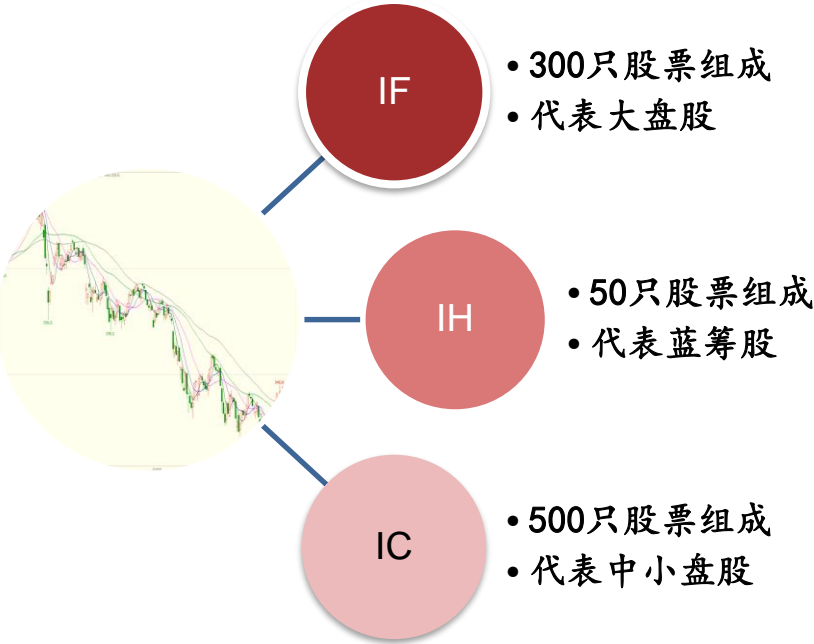 IF
• 300只股票组成
• 代表大盘股
IH
• 50只股票组成
• 代表蓝筹股
IC
• 500只股票组成
• 代表中小盘股